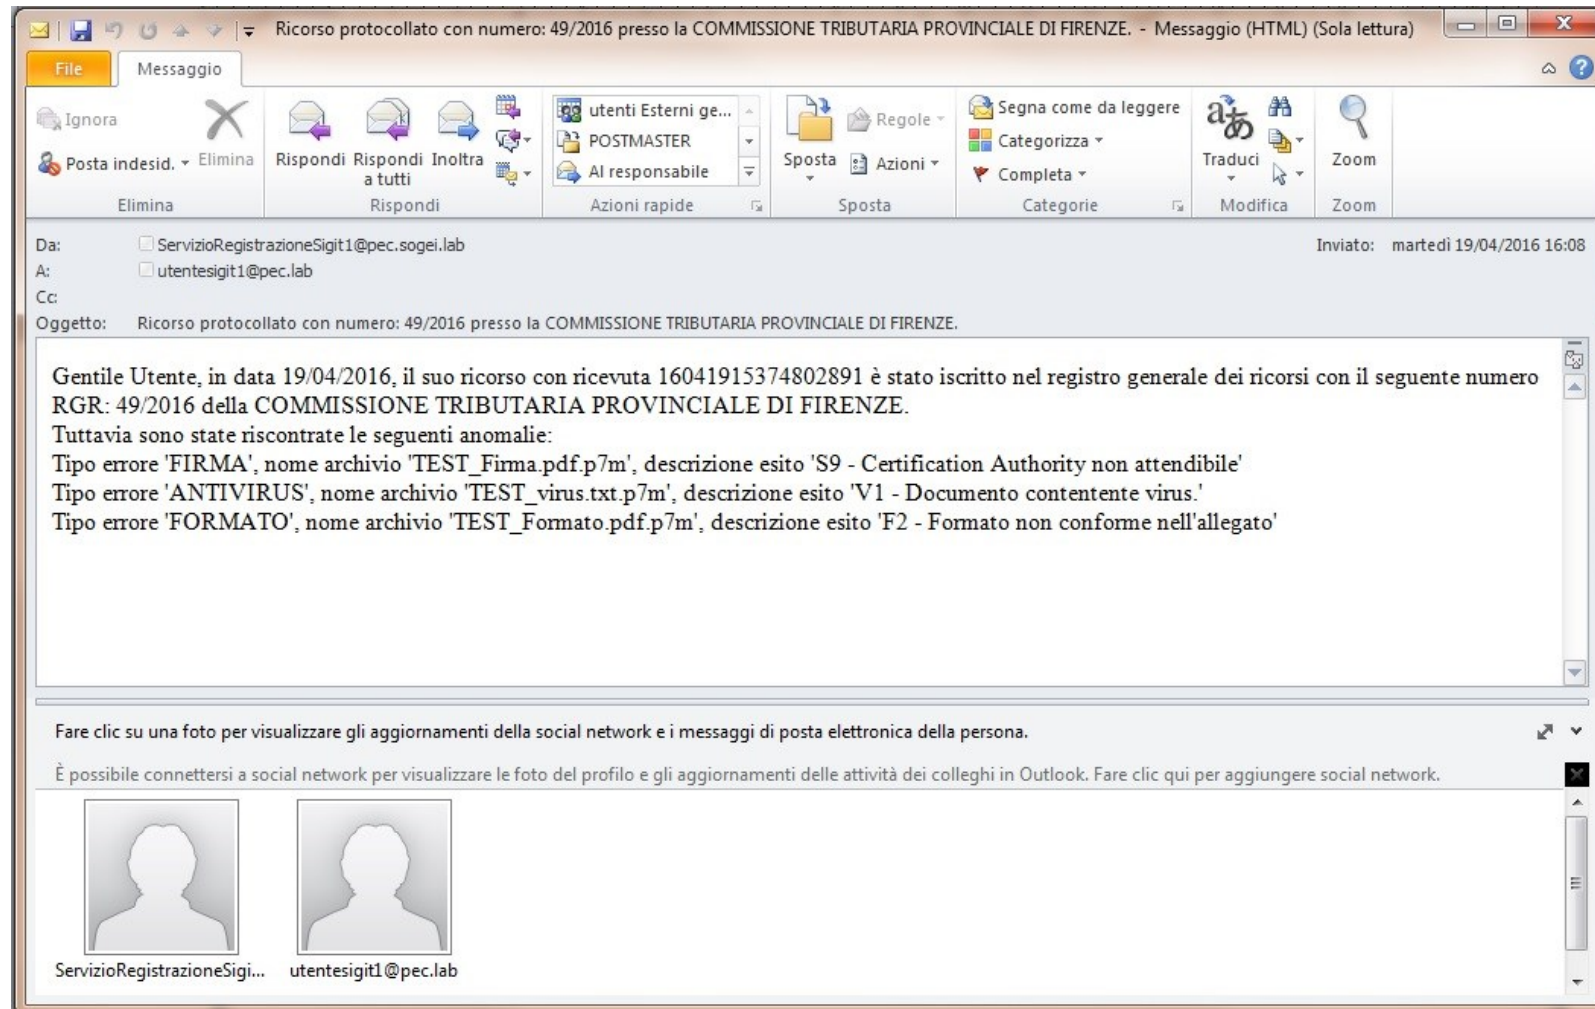 Ricorso protocollato con numero: 49/2016 presso la COMMISSIONE TRIBUTARIA PROVINCIALE DI FIRENZE. - Messaggio (HTML) (Sola lettura)
File Messaggio
Ignora
Posta indesid.
Elimina
Rispondi
Rispondi a tutti
Inoltra
utenti Esterni ge...
POSTMASTER
Al responsabile
Sposta
Regole
Azioni
Segna come da leggere
Categorizza
Completa
Traduci
Zoom
Elimina Rispondi Azioni rapide Sposta Categorie Modifica Zoom
Da: ServizioRegistrazioneSigit1@pec.sogei.lab Inviato: martedì 19/04/2016 16:08
A: utentesigit1@pec.lab
Cc:
Oggetto: Ricorso protocollato con numero: 49/2016 presso la COMMISSIONE TRIBUTARIA PROVINCIALE DI FIRENZE.
Gentile Utente, in data 19/04/2016, il suo ricorso con ricevuta 16041915374802891 è stato iscritto nel registro generale dei ricorsi con il seguente numero
RGR: 49/2016 della COMMISSIONE TRIBUTARIA PROVINCIALE DI FIRENZE.
Tuttavia sono state riscontrate le seguenti anomalie:
Tipo errore 'FIRMA', nome archivio 'TEST_Firma.pdf.p7m', descrizione esito 'S9 - Certification Authority non attendibile'
Tipo errore 'ANTIVIRUS', nome archivio 'TEST_virus.txt.p7m', descrizione esito 'V1 - Documento contentente virus.'
Tipo errore 'FORMATO', nome archivio 'TEST_Formato.pdf.p7m', descrizione esito 'F2 - Formato non conforme nell'allegato'
Fare clic su una foto per visualizzare gli aggiornamenti della social network e i messaggi di posta elettronica della persona.
È possibile connettersi a social network per visualizzare le foto del profilo e gli aggiornamenti delle attività dei colleghi in Outlook. Fare clic qui per aggiungere social network.
ServizioRegistrazioneSigi... utentesigit1@pec.lab